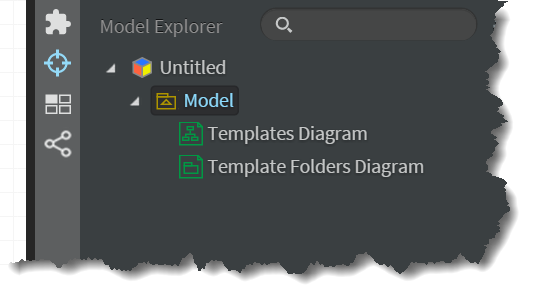 Model Explorer
Untitled
Model
Templates Diagram
Template Folders Diagram